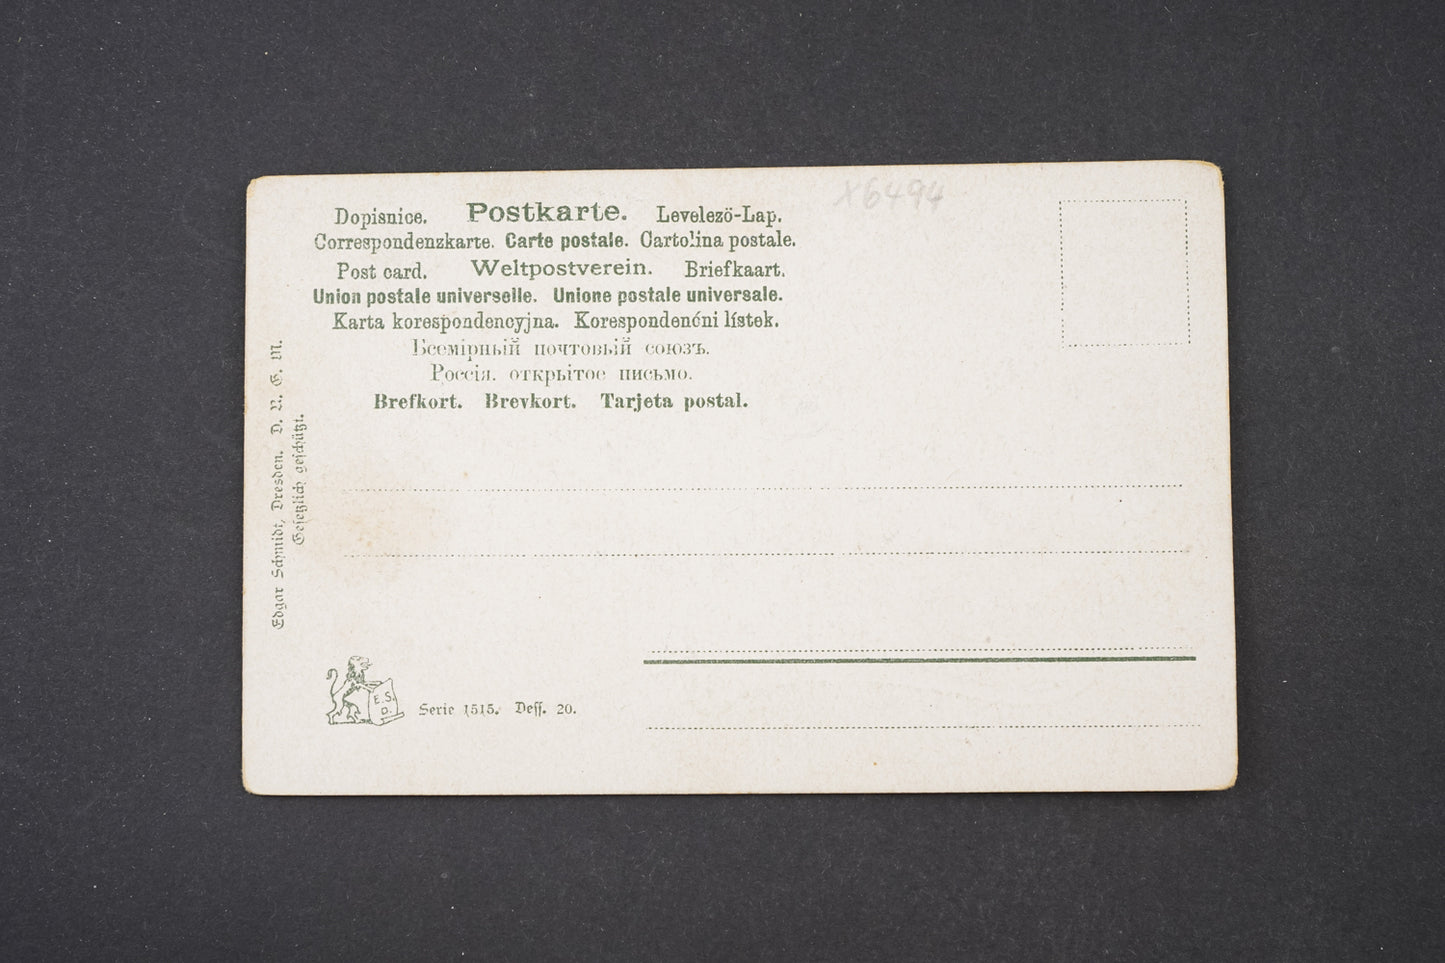 X6494
Dopisnice. Postkarte. Levelezö-Lap.
Correspondenzkarte. Carte postale. Cartolina postale.
Post card. Weltpostverein. Briefkaart.
Union postale universelle. Unione postale universale.
Karta korespondencyjna. Korespondenćni lístek.
Всемірный почтовый союзъ.
Россія. открытое письмо.
Brefkort. Brevkort. Tarjeta postal.
Edgar Schmidt, Dresden. D. R. G. M.
Gesetzlich geschützt.
E. S.
D.
Serie 1515. Dess. 20.